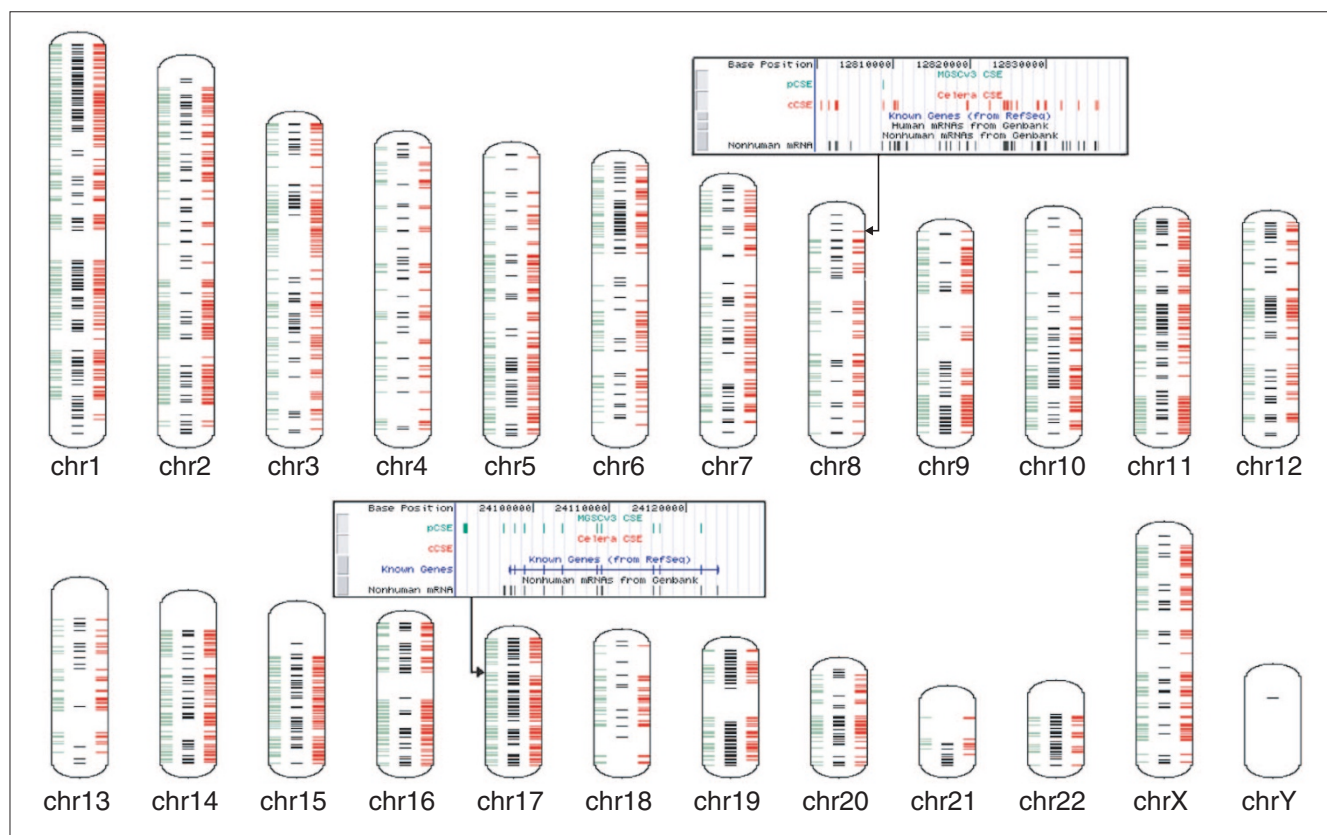 Base Position 12810000| 12820000| 12830000|
MGSCv3 CSE
pCSE
Celera CSE
cCSE
Known Genes (from RefSeq)
Human mRNAs from Genbank
Nonhuman mRNAs from Genbank
Nonhuman mRNA
chr1 chr2 chr3 chr4 chr5 chr6 chr7 chr8 chr9 chr10 chr11 chr12
Base Position 24100000| 24110000| 24120000|
MGSCv3 CSE
pCSE
Celera CSE
cCSE
Known Genes (from RefSeq)
Known Genes
Nonhuman mRNAs from Genbank
Nonhuman mRNA
chr13 chr14 chr15 chr16 chr17 chr18 chr19 chr20 chr21 chr22 chrX chrY